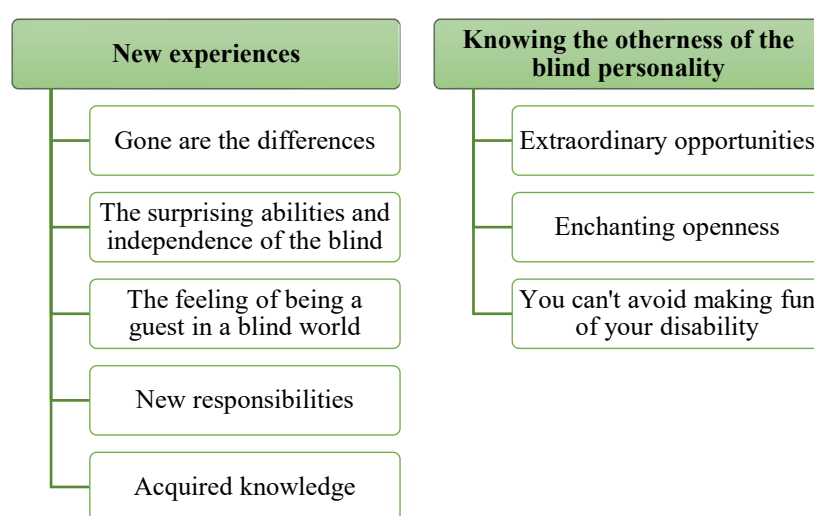 New experiences
Gone are the differences
The surprising abilities and
independence of the blind
The feeling of being a
guest in a blind world
New responsibilities
Acquired knowledge
Knowing the otherness of the
blind personality
Extraordinary opportunities
Enchanting openness
You can't avoid making fun
of your disability